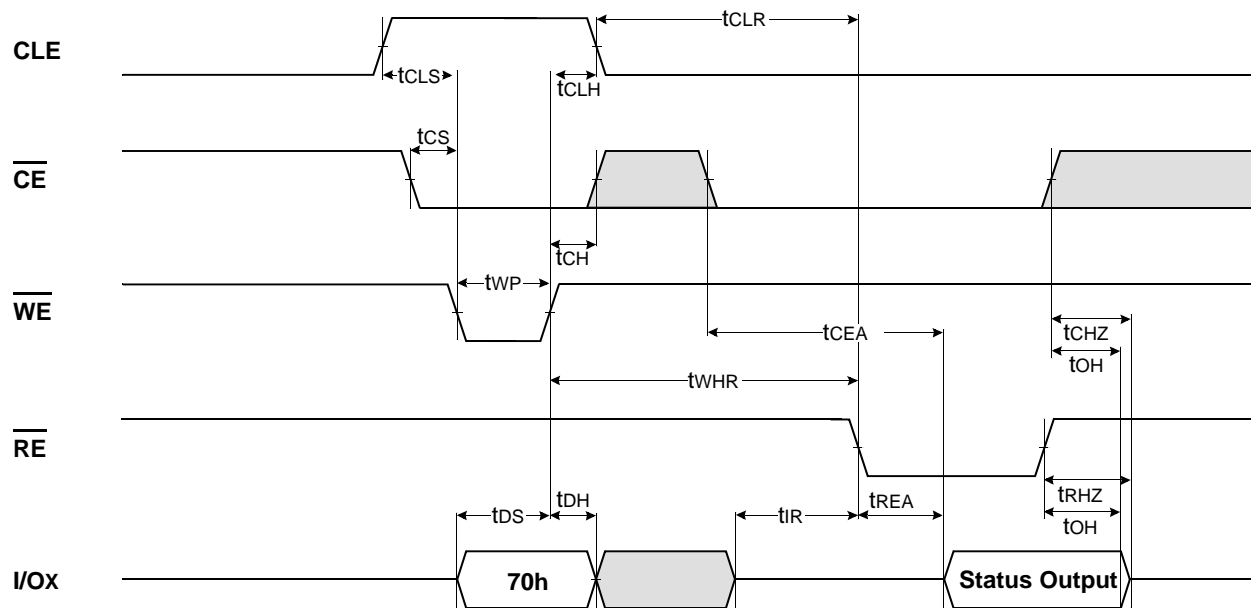 tCLR
CLE
tCLS
tCLH
tCS
CE
tCH
tWP
WE
tCEA
tCHZ
tOH
tWHR
RE
tDH
tRHZ
tDS
tIR
tREA
tOH
I/Ox
70h
Status Output